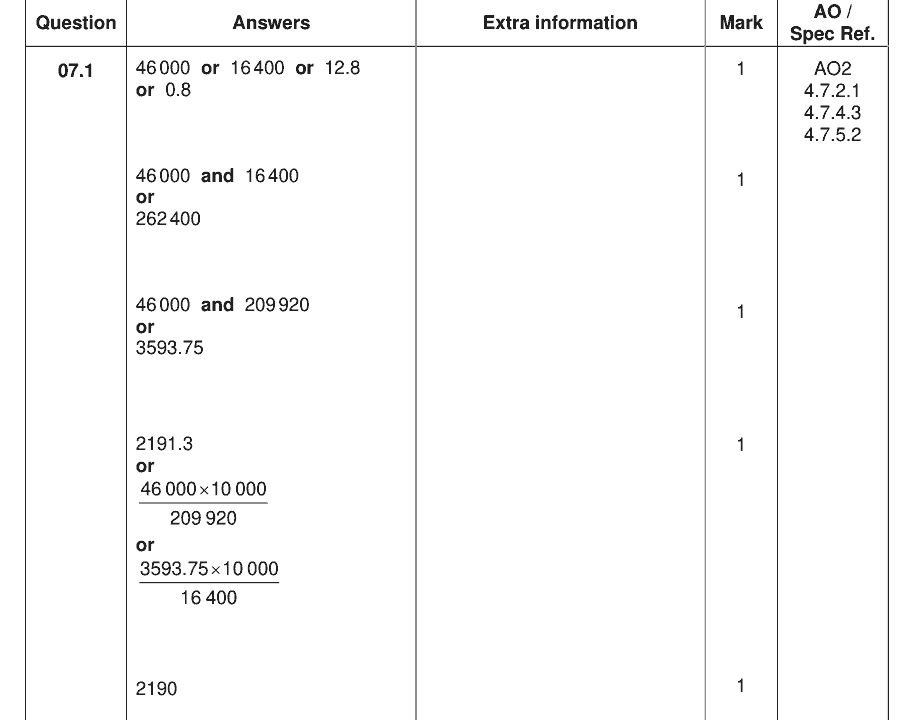 Question Answers Extra information Mark AO /
Spec Ref.
07.1 46 000 or 16 400 or 12.8 1 AO2
or 0.8 4.7.2.1
4.7.4.3
4.7.5.2
46 000 and 16 400 1
or
262 400
46 000 and 209 920 1
or
3593.75
2191.3 1
or
46 000×10 000
209 920
or
3593.75×10 000
16 400
2190 1